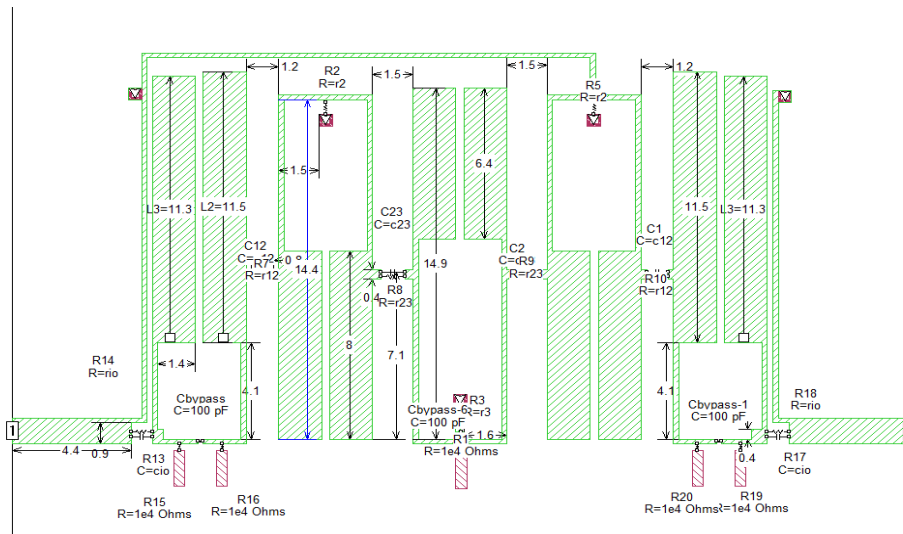 1.2
R2
R=r2
1.5
1.5
R5
R=r2
1.2
6.4
1.5
L3=11.3
L2=11.5
C23
C=c23
11.5
L3=11.3
C12
R7
R=r12
14.4
14.9
C2
R9
R=r23
C1
C=c12
R10
R=r12
R8
R=r23
0.4
8
7.1
R14
R=rio
1.4
4.1
Cbypass
C=100 pF
R3
R=r3
Cbypass-6
C=100 pF
1.6
R1
R=1e4 Ohms
4.1
Cbypass-1
C=100 pF
R18
R=rio
1
4.4
0.9
R13
C=cio
0.4
R17
C=cio
R15
R=1e4 Ohms
R16
R=1e4 Ohms
R20
R=1e4 Ohms
R19
R=1e4 Ohms